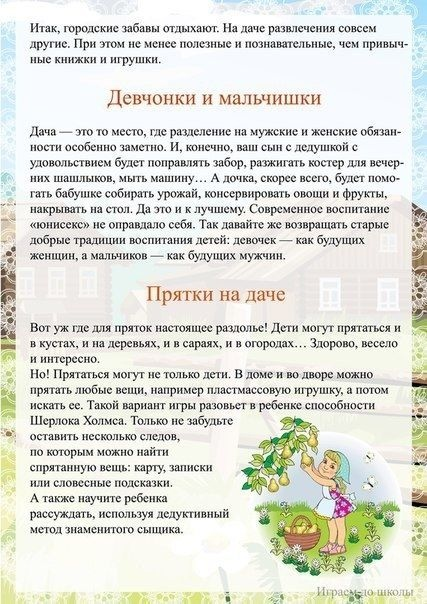 Итак, городские забавы отдыхают. На даче развлечения совсем
другие. При этом не менее полезные и познавательные, чем привыч-
ные книжки и игрушки.
Девчонки и мальчишки
Дача — это то место, где разделение на мужские и женские обязан-
ности особенно заметно. И, конечно, ваш сын с дедушкой с
удовольствием будет поправлять забор, разжигать костер для вечер-
них шашлыков, мыть машину… А дочка, скорее всего, будет помо-
гать бабушке собирать урожай, консервировать овощи и фрукты,
накрывать на стол. Да это и к лучшему. Современное воспитание
«юнисекс» не оправдало себя. Так давайте же возвращать старые
добрые традиции воспитания детей: девочек — как будущих
женщин, а мальчиков — как будущих мужчин.
Прятки на даче
Вот уж где для пряток настоящее раздолье! Дети могут прятаться и
в кустах, и на деревьях, и в сараях, и в огородах… Здорово, весело
и интересно.
Но! Прятаться могут не только дети. В доме и во дворе можно
прятать любые вещи, например пластмассовую игрушку, а потом
искать ее. Такой вариант игры разовьет в ребенке способности
Шерлока Холмса. Только не забудьте
оставить несколько следов,
по которым можно найти
спрятанную вещь: карту, записки
или словесные подсказки.
А также научите ребенка
рассуждать, используя дедуктивный
метод знаменитого сыщика.
Играем до школы